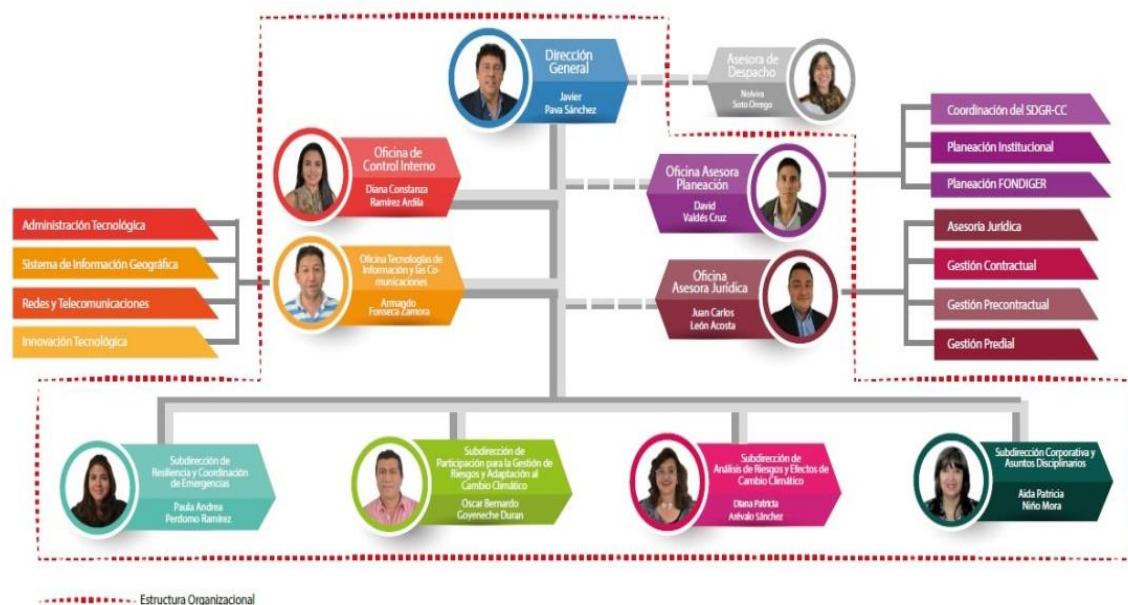 Dirección
General
Javier
Pava Sánchez
Asesora de
Despacho
Nolvira
Soto Orrego
Oficina de
Control Interno
Diana Constanza
Ramírez Ardila
Oficina Asesora
Planeación
David
Valdés Cruz
Coordinación del SDGR-CC
Planeación Institucional
Planeación FONDIGER
Administración Tecnológica
Sistema de Información Geográfica
Redes y Telecomunicaciones
Innovación Tecnológica
Oficina Tecnologías de
Información y las Co-
municaciones
Armagdo
Fonseca Zamora
Oficina
Asesora Jurídica
Juan Carlos
León Acosta
Asesoría Jurídica
Gestión Contractual
Gestión Precontractual
Gestión Predial
Subdirección de
Resiliencia y Coordinación
de Emergencias
Paula Andrea
Perdomo Ramírez
Subdirección de
Participación para la Gestión de
Riesgos y Adaptación al
Cambio Climático
Oscar Bernardo
Goyeneche Duran
Subdirección de
Análisis de Riesgos y Efectos de
Cambio Climático
Diana Patricia
Arévalo Sánchez
Subdirección Corporativa y
Asuntos Disciplinarios
Aida Patricia
Niño Mora
Estructura Organizacional